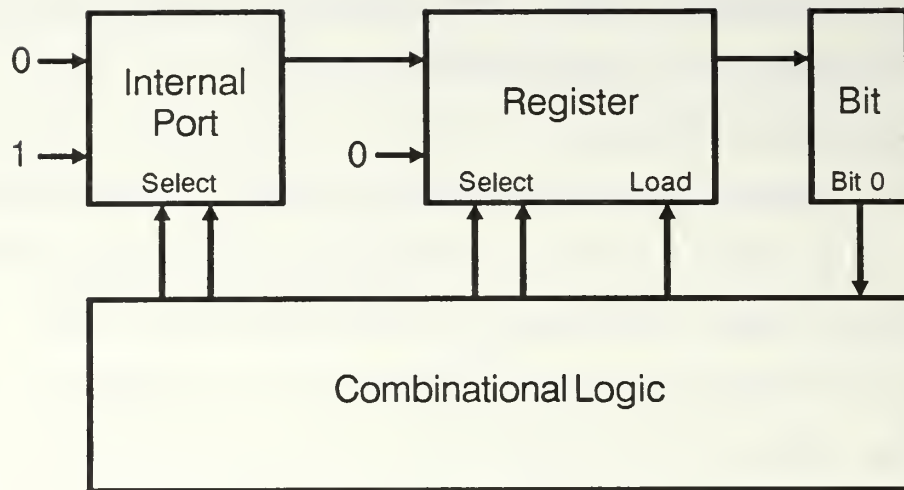 0
1
Internal
Port
Select
0
Register
Select
Load
Bit
Bit 0
Combinational Logic